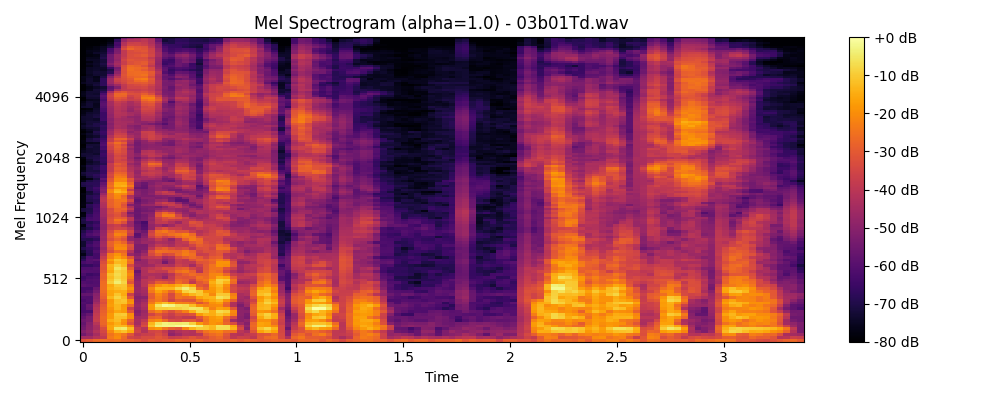 Mel Spectrogram (alpha=1.0) - 03b01Td.wav
Mel Frequency
4096
2048
1024
512
0
0
0.5
1
1.5
2
2.5
3
Time
+0 dB
-10 dB
-20 dB
-30 dB
-40 dB
-50 dB
-60 dB
-70 dB
-80 dB